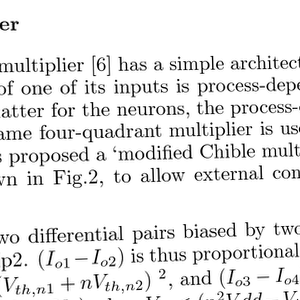 er
multiplier [6] has a simple architect
of one of its inputs is process-depe
atter for the neurons, the process-
ame four-quadrant multiplier is use
s proposed a ‘modified Chible mult
wn in Fig.2, to allow external con
wo differential pairs biased by two
p2. (I_{o1} − I_{o2}) is thus proportional
V_{th,n1} + nV_{th,n2}) ², and (I_{o3} − I_{o4}